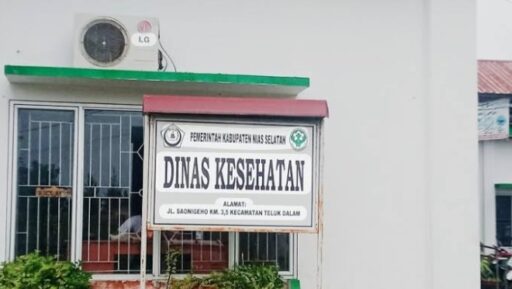 LG
PEMERINTAH KABUPATEN NIAS SELATAN
DINAS KESEHATAN
ALAMAT:
JL. SAONIGEHO KM. 3,5 KECAMATAN TELUK DALAM